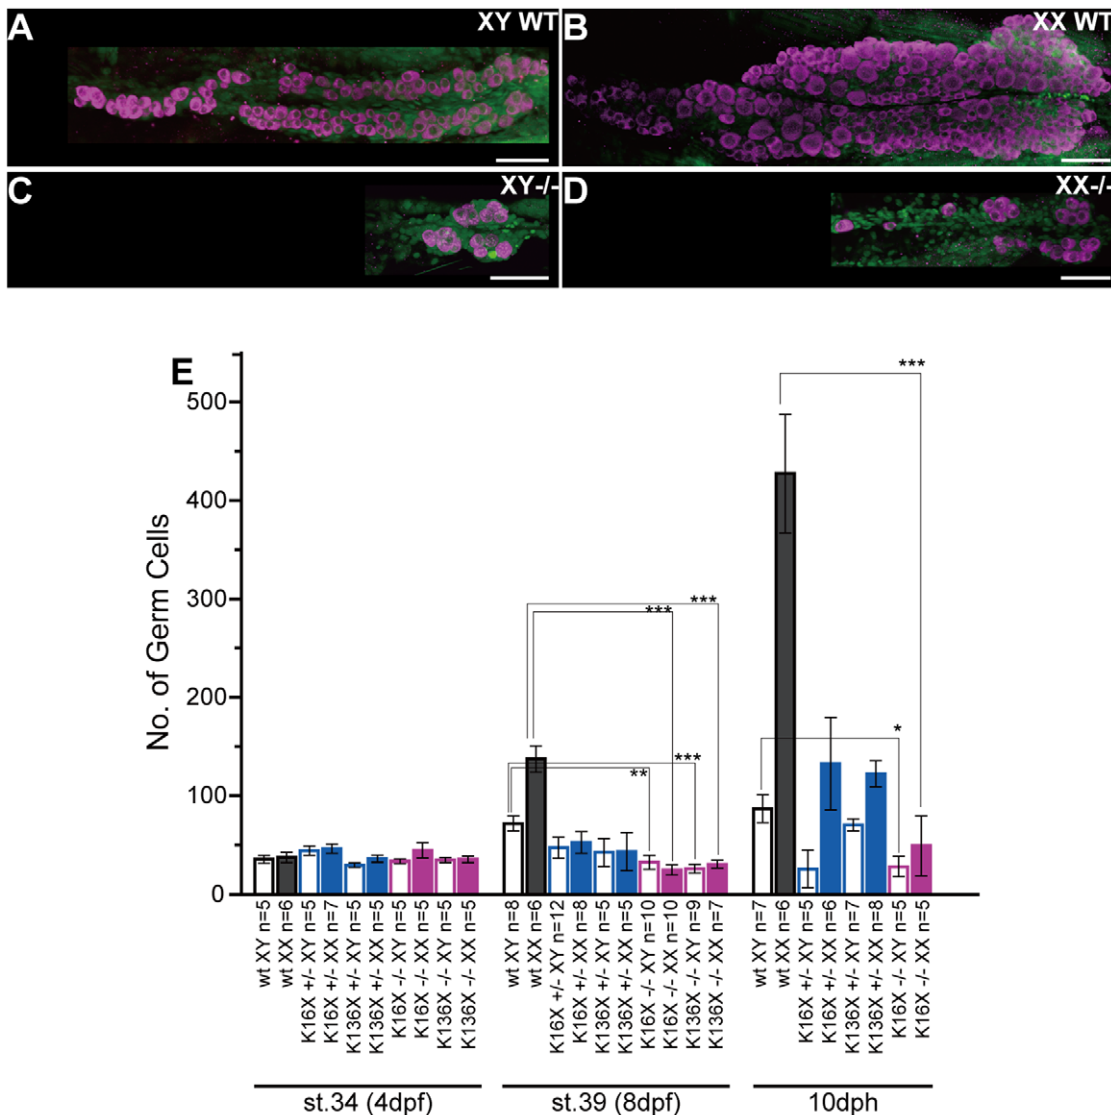 A XY WT
B XX WT
C XY-/-
D XX-/-
E
No. of Germ Cells
500
400
300
200
100
0
***
***
***
***
**
*
wt XY n=5
wt XX n=6
K16X +/- XY n=5
K16X +/- XX n=7
K136X +/- XY n=5
K136X +/- XX n=5
K16X -/- XY n=5
K16X -/- XX n=5
K136X -/- XY n=5
K136X -/- XX n=5
wt XY n=8
wt XX n=6
K16X +/- XY n=12
K16X +/- XX n=8
K136X +/- XY n=5
K136X +/- XX n=5
K16X -/- XY n=10
K16X -/- XX n=10
K136X -/- XY n=9
K136X -/- XX n=7
wt XY n=7
wt XX n=6
K16X +/- XY n=5
K16X +/- XX n=6
K136X +/- XY n=7
K136X +/- XX n=8
K16X -/- XY n=5
K16X -/- XX n=5
st.34 (4dpf)
st.39 (8dpf)
10dph